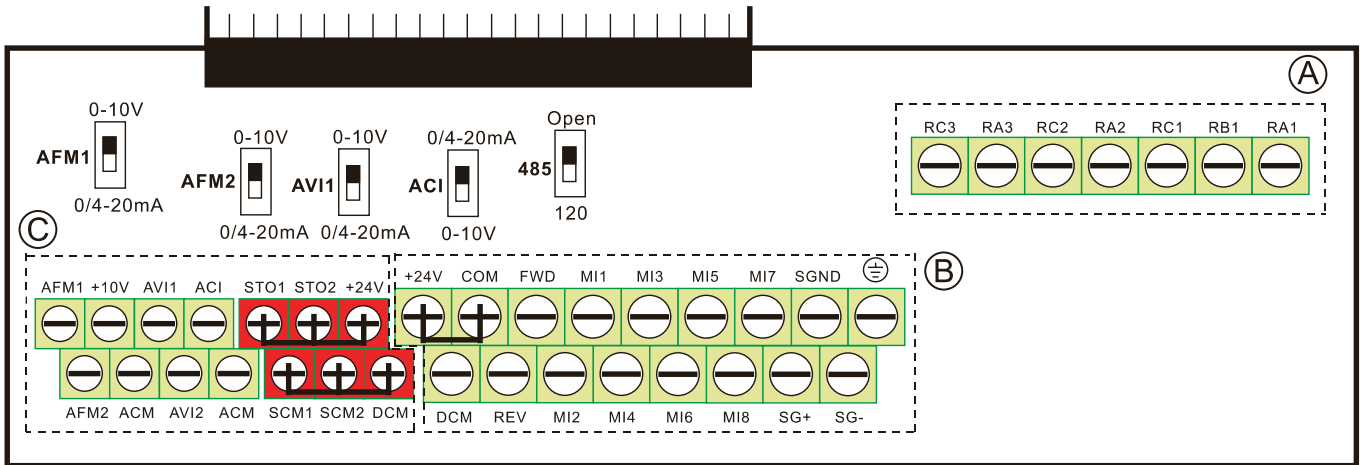 A
0-10V
AFM1
0/4-20mA
0-10V
AFM2
0/4-20mA
0-10V
AVI1
0/4-20mA
0/4-20mA
ACI
0-10V
Open
485
120
RC3 RA3 RC2 RA2 RC1 RB1 RA1
C
AFM1 +10V AVI1 ACI STO1 STO2 +24V
AFM2 ACM AVI2 ACM SCM1 SCM2 DCM
B
+24V COM FWD MI1 MI3 MI5 MI7 SGND
DCM REV MI2 MI4 MI6 MI8 SG+ SG-